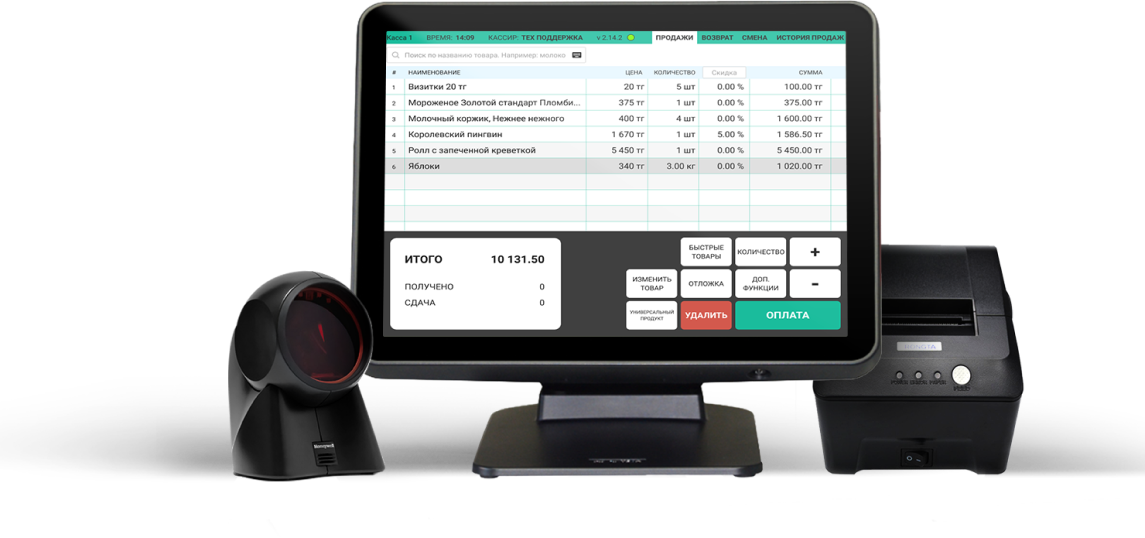 Касса 1 ВРЕМЯ: 14:09 КАССИР: ТЕХ ПОДДЕРЖКА v 2.14.2 ПРОДАЖИ ВОЗВРАТ СМЕНА ИСТОРИЯ ПРОДАЖ
Поиск по названию товара. Например: молоко
# НАИМЕНОВАНИЕ ЦЕНА КОЛИЧЕСТВО Скидка СУММА
1 Визитки 20 тг 20 тг 5 шт 0.00 % 100.00 тг
2 Мороженое Золотой стандарт Пломби... 375 тг 1 шт 0.00 % 375.00 тг
3 Молочный коржик, Нежнее нежного 400 тг 4 шт 0.00 % 1 600.00 тг
4 Королевский пингвин 1 670 тг 1 шт 5.00 % 1 586.50 тг
5 Ролл с запеченной креветкой 5 450 тг 1 шт 0.00 % 5 450.00 тг
6 Яблоки 340 тг 3.00 кг 0.00 % 1 020.00 тг
ИТОГО 10 131.50
ПОЛУЧЕНО 0
СДАЧА 0
БЫСТРЫЕ ТОВАРЫ
КОЛИЧЕСТВО
+
ИЗМЕНИТЬ ТОВАР
ОТЛОЖКА
ДОП. ФУНКЦИИ
-
УНИВЕРСАЛЬНЫЙ ПРОДУКТ
УДАЛИТЬ
ОПЛАТА
Honeywell